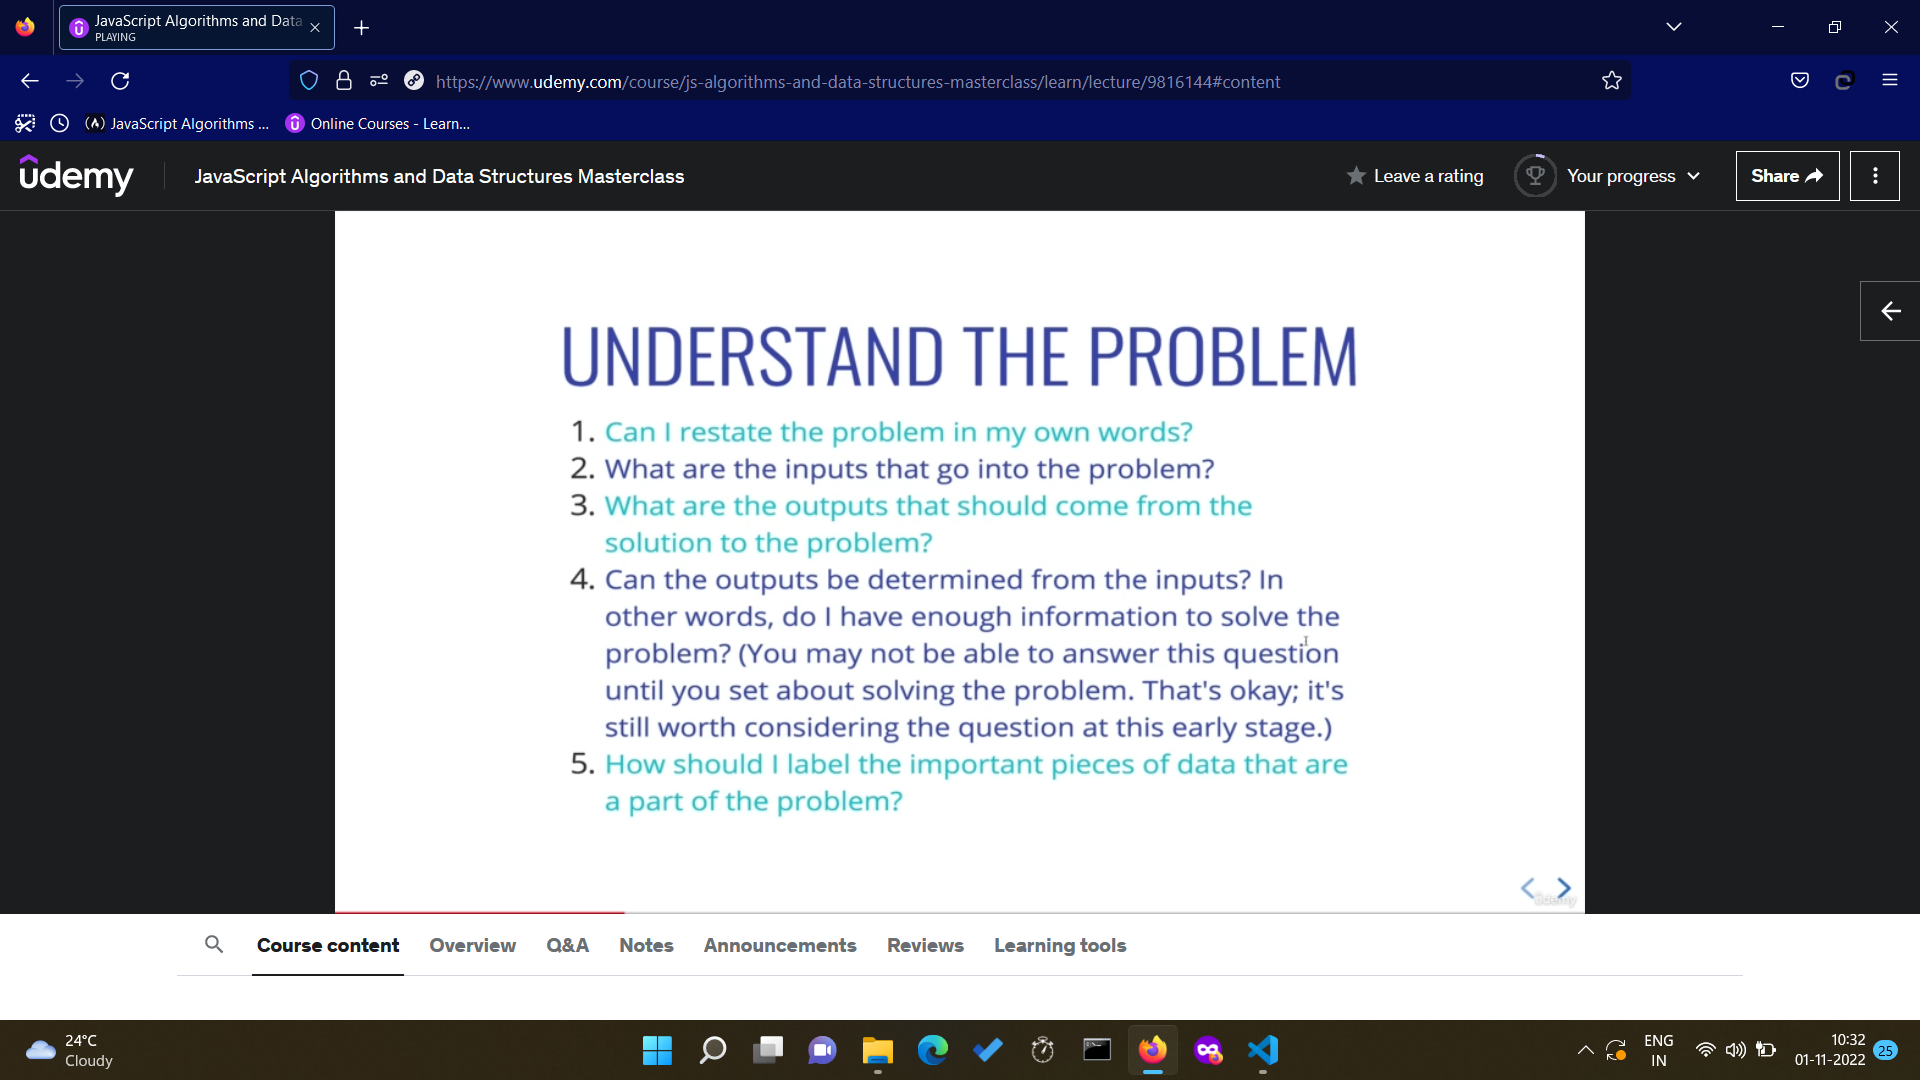 JavaScript Algorithms and Data
PLAYING
https://www.udemy.com/course/js-algorithms-and-data-structures-masterclass/learn/lecture/9816144#content
JavaScript Algorithms ...
Online Courses - Learn...
udemy
JavaScript Algorithms and Data Structures Masterclass
Leave a rating
Your progress
Share
UNDERSTAND THE PROBLEM
1. Can I restate the problem in my own words?
2. What are the inputs that go into the problem?
3. What are the outputs that should come from the
solution to the problem?
4. Can the outputs be determined from the inputs? In
other words, do I have enough information to solve the
problem? (You may not be able to answer this question
until you set about solving the problem. That's okay; it's
still worth considering the question at this early stage.)
5. How should I label the important pieces of data that are
a part of the problem?
udemy
Course content
Overview
Q&A
Notes
Announcements
Reviews
Learning tools
24°C
Cloudy
ENG
IN
10:32
01-11-2022
25